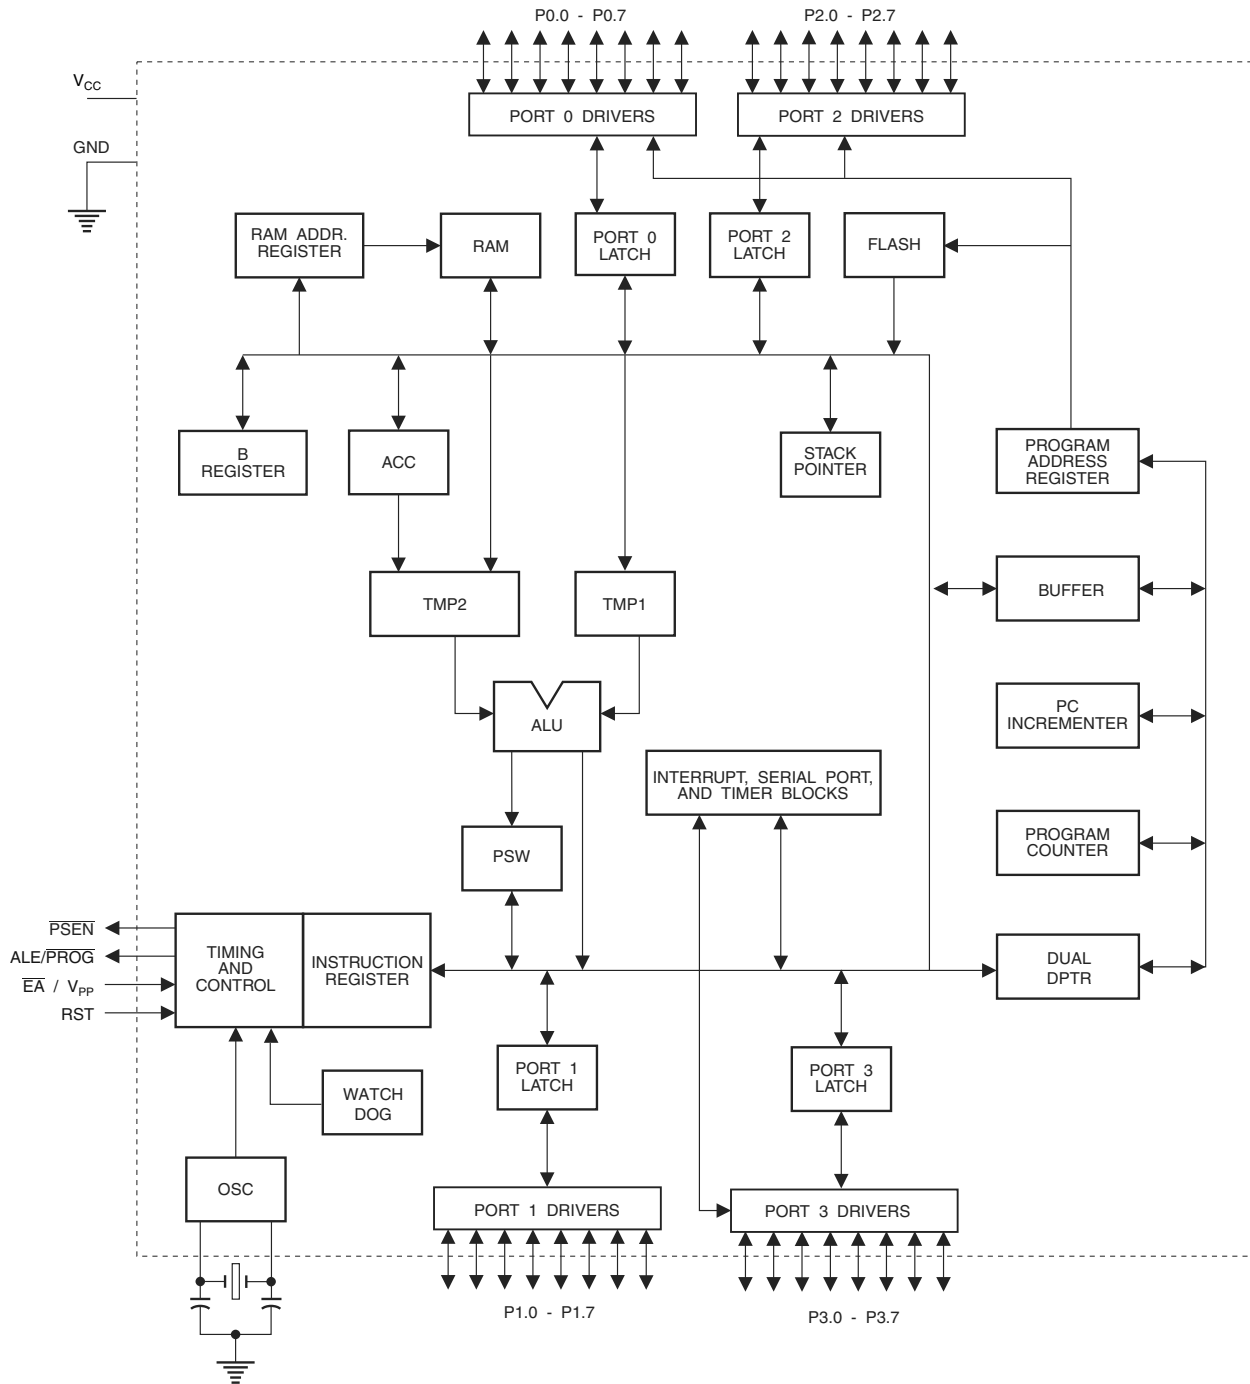 P0.0 - P0.7
P2.0 - P2.7
VCC
PORT 0 DRIVERS
PORT 2 DRIVERS
GND
RAM ADDR.
REGISTER
RAM
PORT 0
LATCH
PORT 2
LATCH
FLASH
B
REGISTER
ACC
STACK
POINTER
PROGRAM
ADDRESS
REGISTER
TMP2
TMP1
BUFFER
ALU
PC
INCREMENTER
INTERRUPT, SERIAL PORT,
AND TIMER BLOCKS
PSW
PROGRAM
COUNTER
PSEN
ALE/PROG
EA / VPP
RST
TIMING
AND
CONTROL
INSTRUCTION
REGISTER
DUAL
DPTR
PORT 1
LATCH
PORT 3
LATCH
WATCH
DOG
OSC
PORT 1 DRIVERS
PORT 3 DRIVERS
P1.0 - P1.7
P3.0 - P3.7